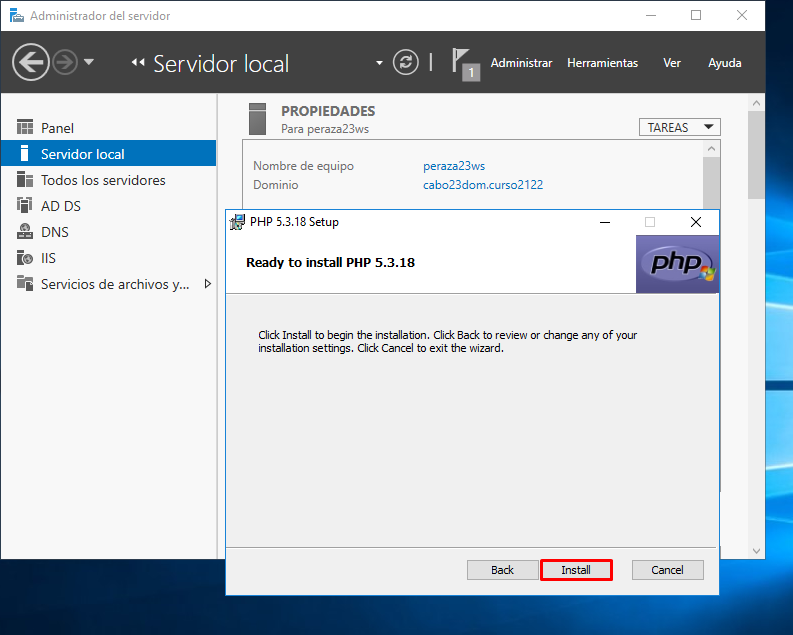 Administrador del servidor
Servidor local
1
Administrar
Herramientas
Ver
Ayuda
Panel
Servidor local
Todos los servidores
AD DS
DNS
IIS
Servicios de archivos y...
PROPIEDADES
Para peraza23ws
TAREAS
Nombre de equipo peraza23ws
Dominio cabo23dom.curso2122
PHP 5.3.18 Setup
Ready to install PHP 5.3.18
php
Click Install to begin the installation. Click Back to review or change any of your
installation settings. Click Cancel to exit the wizard.
Back
Install
Cancel